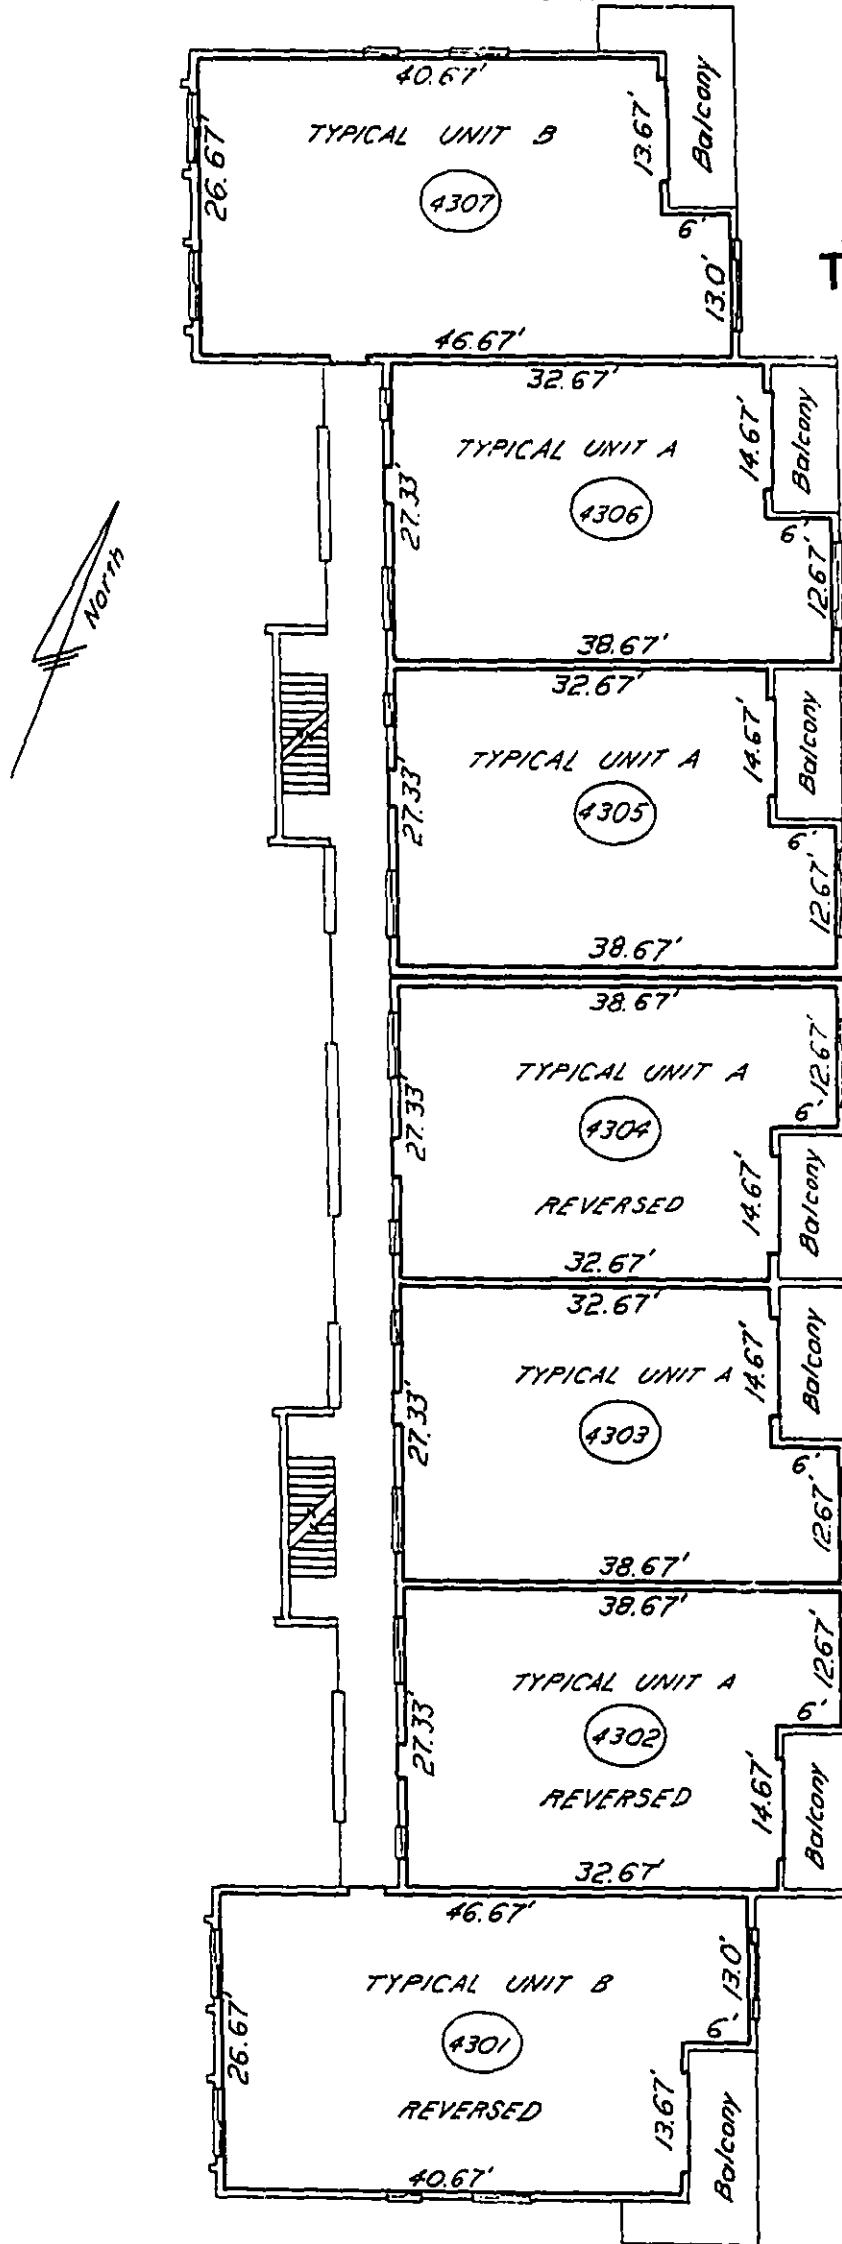 40.67'
Balcony
TYPICAL UNIT B
13.67'
26.67'
4307
6'
T
13.0'
46.67'
32.67'
Balcony
TYPICAL UNIT A
14.67'
27.33'
4306
6'
North
12.67'
38.67'
32.67'
Balcony
14.67'
TYPICAL UNIT A
27.33'
4305
6'
12.67'
38.67'
38.67'
12.67'
TYPICAL UNIT A
27.33'
4304
6'
14.67'
Balcony
REVERSED
32.67'
32.67'
14.67'
Balcony
TYPICAL UNIT A
27.33'
4303
6'
12.67'
38.67'
38.67'
12.67'
TYPICAL UNIT A
27.33'
4302
6'
14.67'
Balcony
REVERSED
32.67'
46.67'
13.0'
TYPICAL UNIT B
26.67'
4301
6'
13.67'
REVERSED
Balcony
40.67'